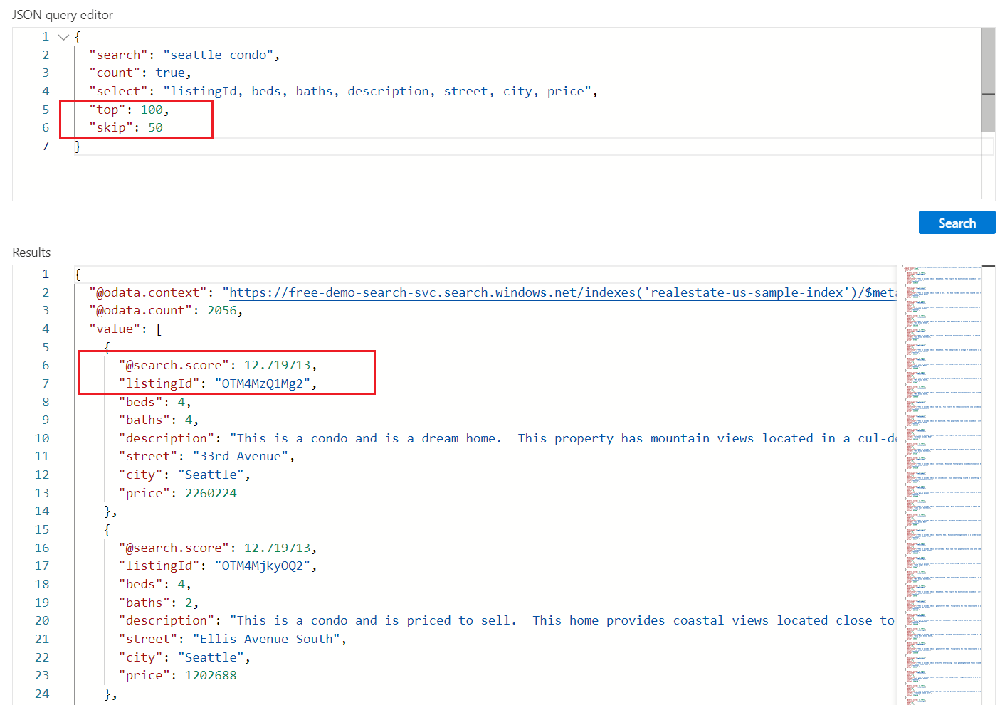 JSON query editor
1 {
2 "search": "seattle condo",
3 "count": true,
4 "select": "listingId, beds, baths, description, street, city, price",
5 "top": 100,
6 "skip": 50
7 }
Search
Results
1 {
2 "@odata.context": "https://free-demo-search-svc.search.windows.net/indexes('realestate-us-sample-index')/$meta
3 "@odata.count": 2056,
4 "value": [
5 {
6 "@search.score": 12.719713,
7 "listingId": "OTM4MzQ1Mg2",
8 "beds": 4,
9 "baths": 4,
10 "description": "This is a condo and is a dream home.  This property has mountain views located in a cul-de
11 "street": "33rd Avenue",
12 "city": "Seattle",
13 "price": 2260224
14 },
15 {
16 "@search.score": 12.719713,
17 "listingId": "OTM4MjkyOQ2",
18 "beds": 4,
19 "baths": 2,
20 "description": "This is a condo and is priced to sell.  This home provides coastal views located close to
21 "street": "Ellis Avenue South",
22 "city": "Seattle",
23 "price": 1202688
24 },